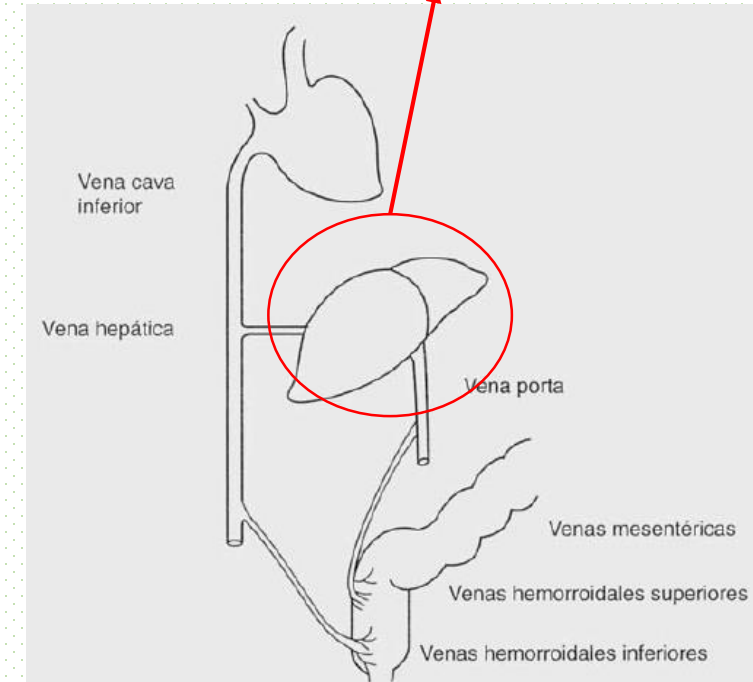 Vena cava
inferior
Vena hepática
Vena porta
Venas mesentéricas
Venas hemorroidales superiores
Venas hemorroidales inferiores